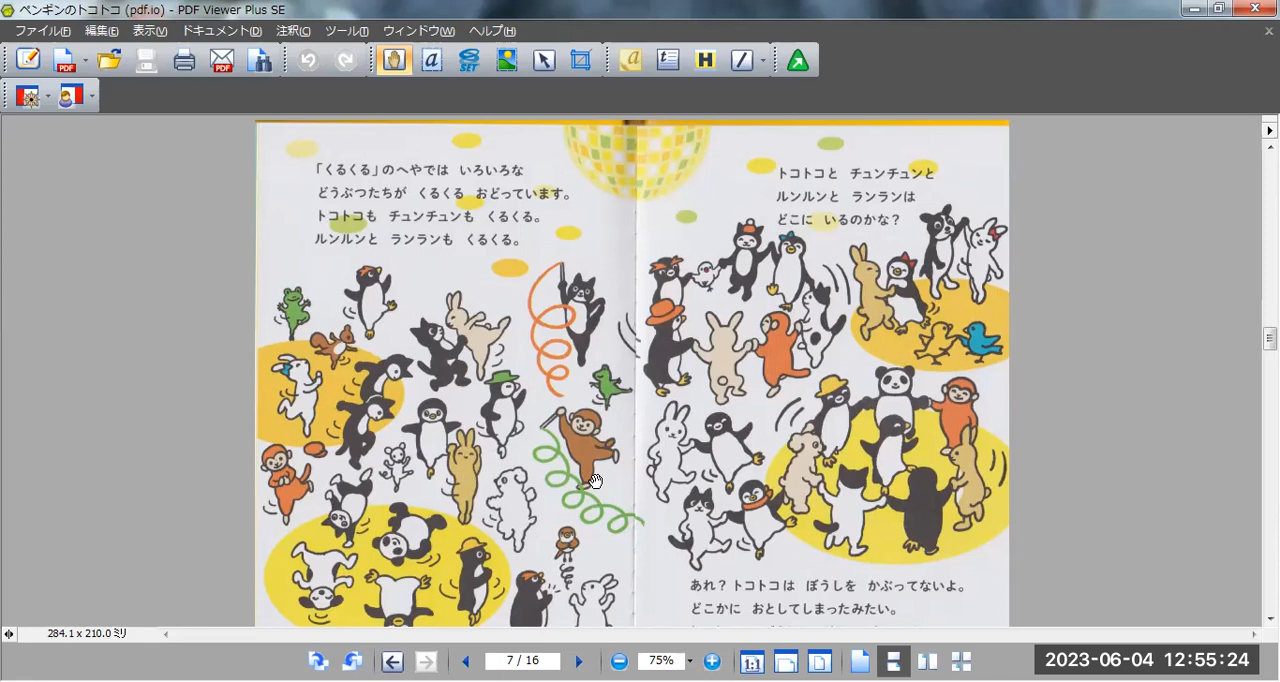 ペンギンのトコトコ (pdf.io) - PDF Viewer Plus SE
ファイル(F) 編集(E) 表示(V) ドキュメント(D) 注釈(C) ツール(T) ウィンドウ(W) ヘルプ(H)
PDF PDF a SET a H
「くるくる」のへやでは いろいろな
どうぶつたちが くるくる おどっています。
トコトコも チュンチュンも くるくる。
ルンルンと ランランも くるくる。
トコトコと チュンチュンと
ルンルンと ランランは
どこに いるのかな?
あれ? トコトコは ぼうしを かぶってないよ。
どこかに おとしてしまったみたい。
284.1 x 210.0 ミリ
7 / 16 75% 1:1
2023-06-04 12:55:24